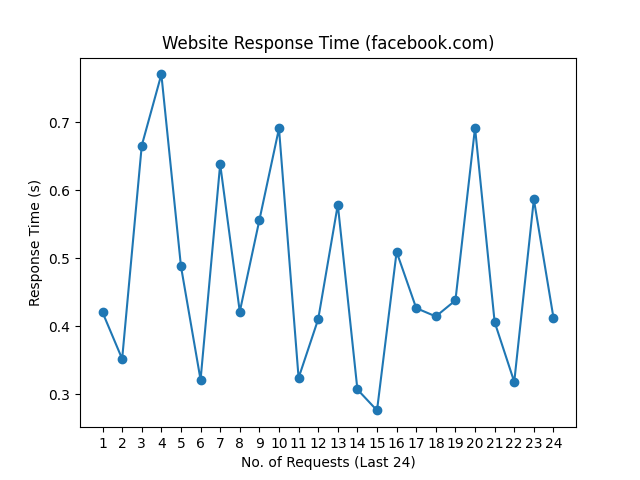 Website Response Time (facebook.com)
Response Time (s)
0.7
0.6
0.5
0.4
0.3
1 2 3 4 5 6 7 8 9 10 11 12 13 14 15 16 17 18 19 20 21 22 23 24
No. of Requests (Last 24)